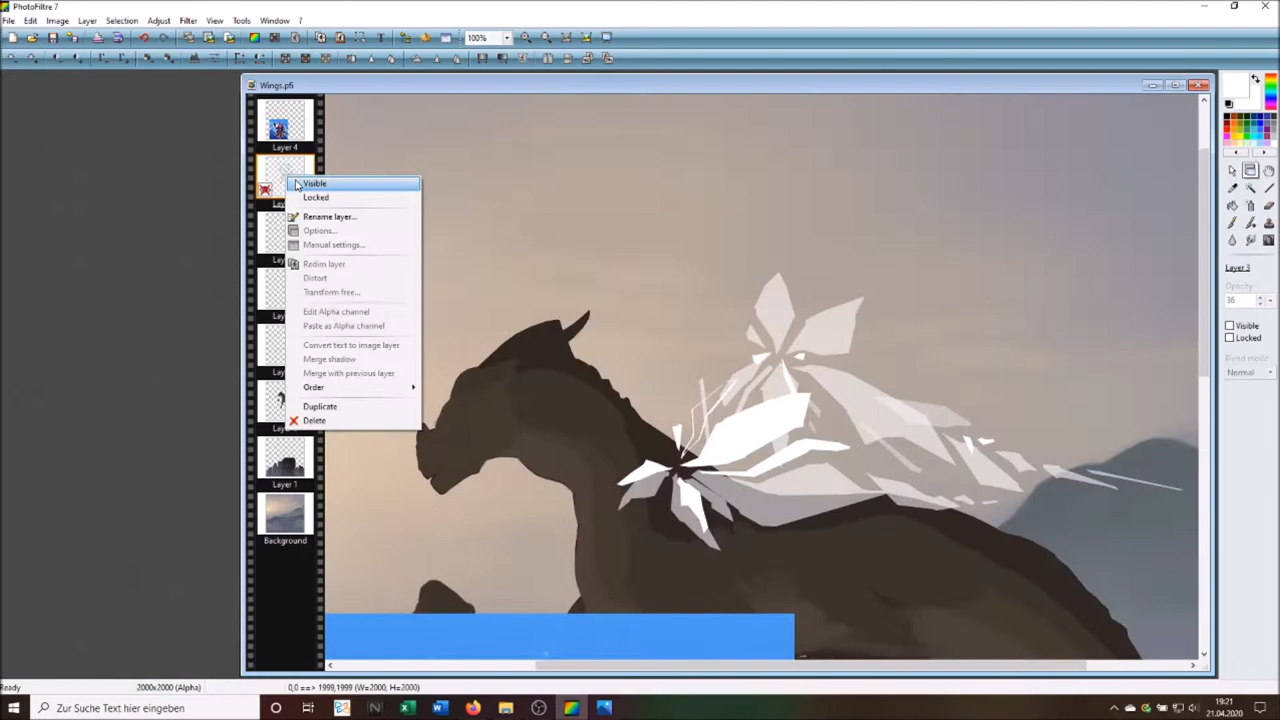 PhotoFiltre 7
File Edit Image Layer Selection Adjust Filter View Tools Window ?
100%
Wings.pfi
Layer 4
Visible
Locked
Rename layer...
Options...
Manual settings...
Redim layer
Distort
Transform free...
Edit Alpha channel
Paste as Alpha channel
Convert text to image layer
Merge shadow
Merge with previous layer
Order
Duplicate
Delete
Layer 1
Background
Layer 3
Opacity
36
Visible
Locked
Blend mode
Normal
Ready 2000x2000 (Alpha) 0,0 ==> 1999,1999 (W=2000, H=2000)
Zur Suche Text hier eingeben
19:21
21.04.2020